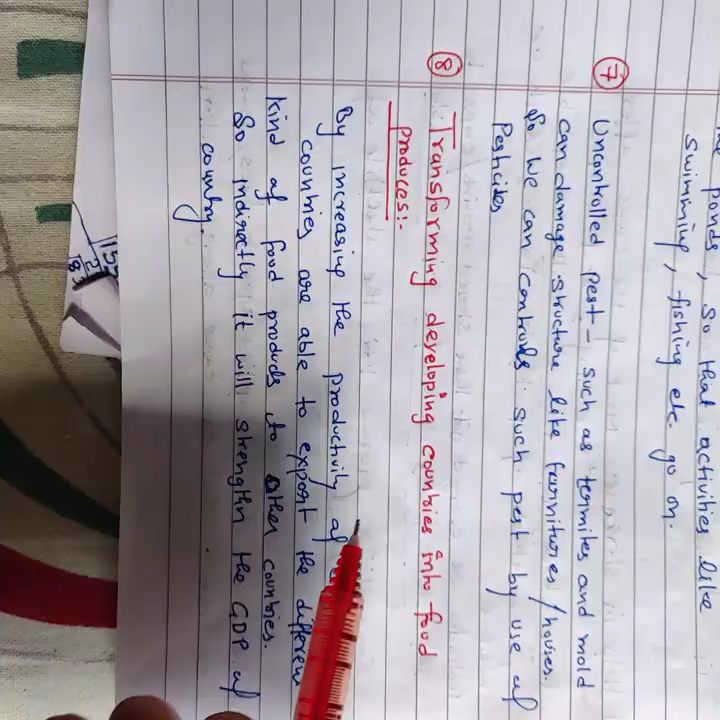 ponds, so that activities like
swimming, fishing etc. go on.
7 Uncontrolled pest - such as termites and mold
can damage structure like furnitures/houses.
So we can controls such pest by use of
Pesticides
8 Transforming developing countries into food
produces:-
By increasing the productivity of
countries are able to export the different
kind of food products to other countries.
So indirectly it will strengthn the GDP of
country.